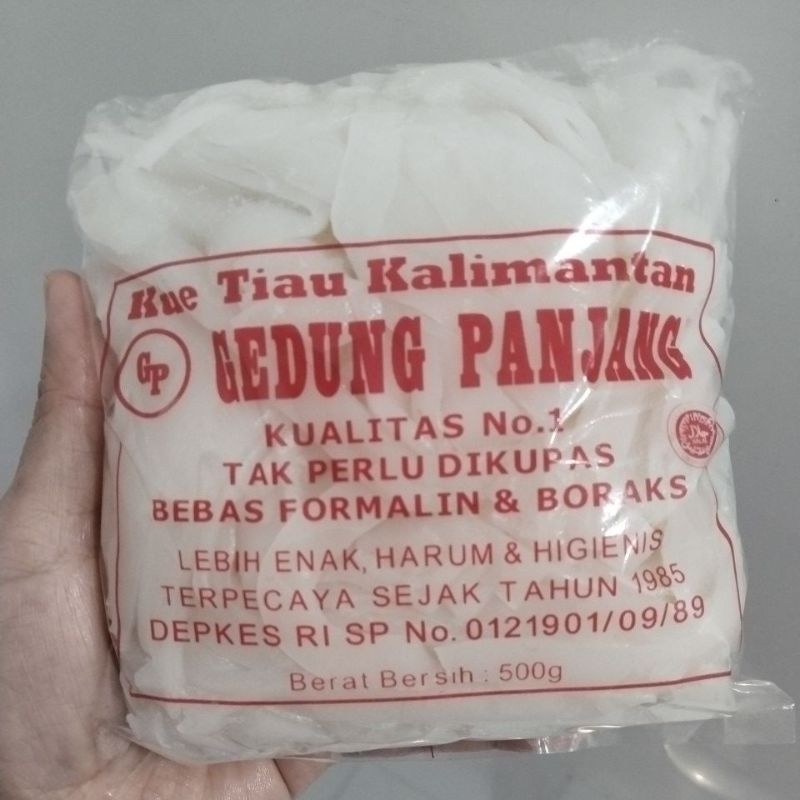 Kue Tiau Kalimantan
GP
GEDUNG PANJANG
KUALITAS No.1
TAK PERLU DIKUPAS
BEBAS FORMALIN & BORAKS
LEBIH ENAK, HARUM & HIGIENIS
TERPECAYA SEJAK TAHUN 1985
DEPKES RI SP No. 0121901/09/89
Berat Bersih : 500g